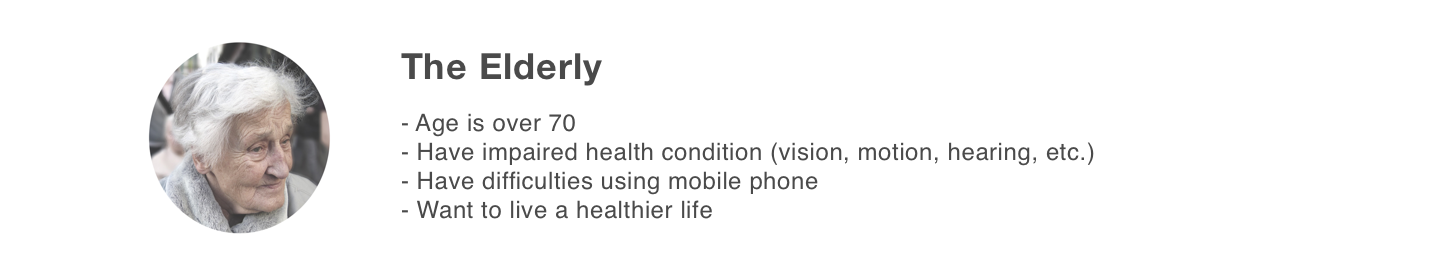 The Elderly
- Age is over 70
- Have impaired health condition (vision, motion, hearing, etc.)
- Have difficulties using mobile phone
- Want to live a healthier life